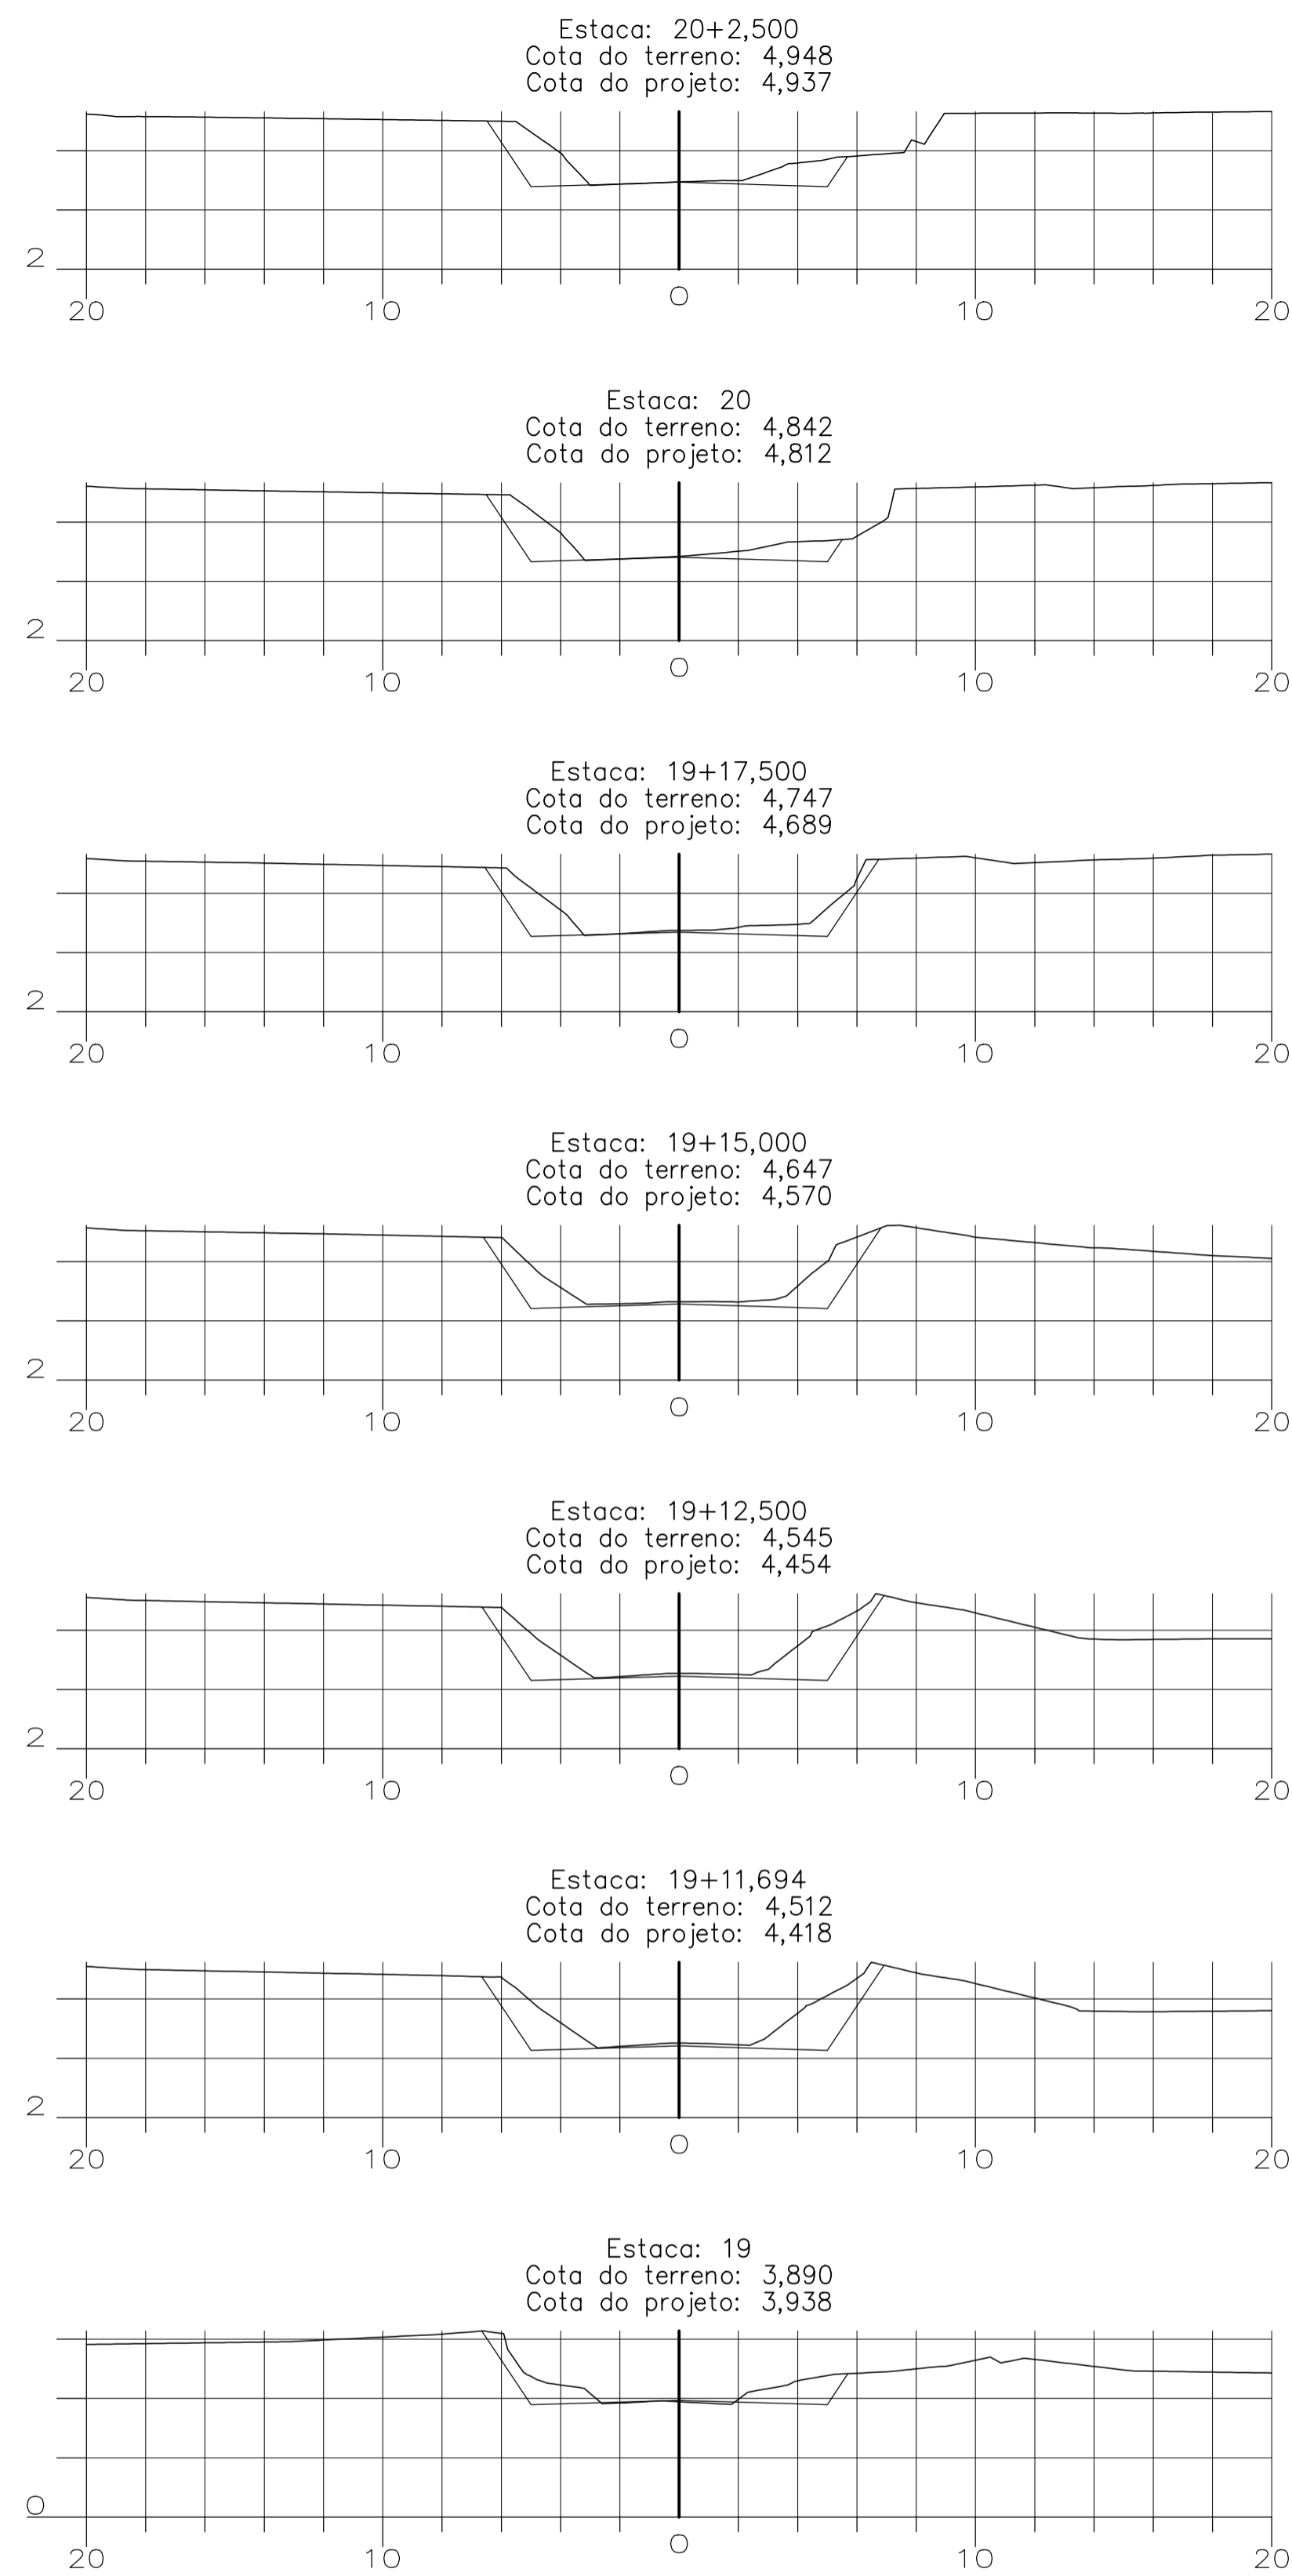 Estaca: 20+2,500
Cota do terreno: 4,948
Cota do projeto: 4,937
2
20 10 0 10 20
Estaca: 20
Cota do terreno: 4,842
Cota do projeto: 4,812
2
20 10 0 10 20
Estaca: 19+17,500
Cota do terreno: 4,747
Cota do projeto: 4,689
2
20 10 0 10 20
Estaca: 19+15,000
Cota do terreno: 4,647
Cota do projeto: 4,570
2
20 10 0 10 20
Estaca: 19+12,500
Cota do terreno: 4,545
Cota do projeto: 4,454
2
20 10 0 10 20
Estaca: 19+11,694
Cota do terreno: 4,512
Cota do projeto: 4,418
2
20 10 0 10 20
Estaca: 19
Cota do terreno: 3,890
Cota do projeto: 3,938
0
20 10 0 10 20